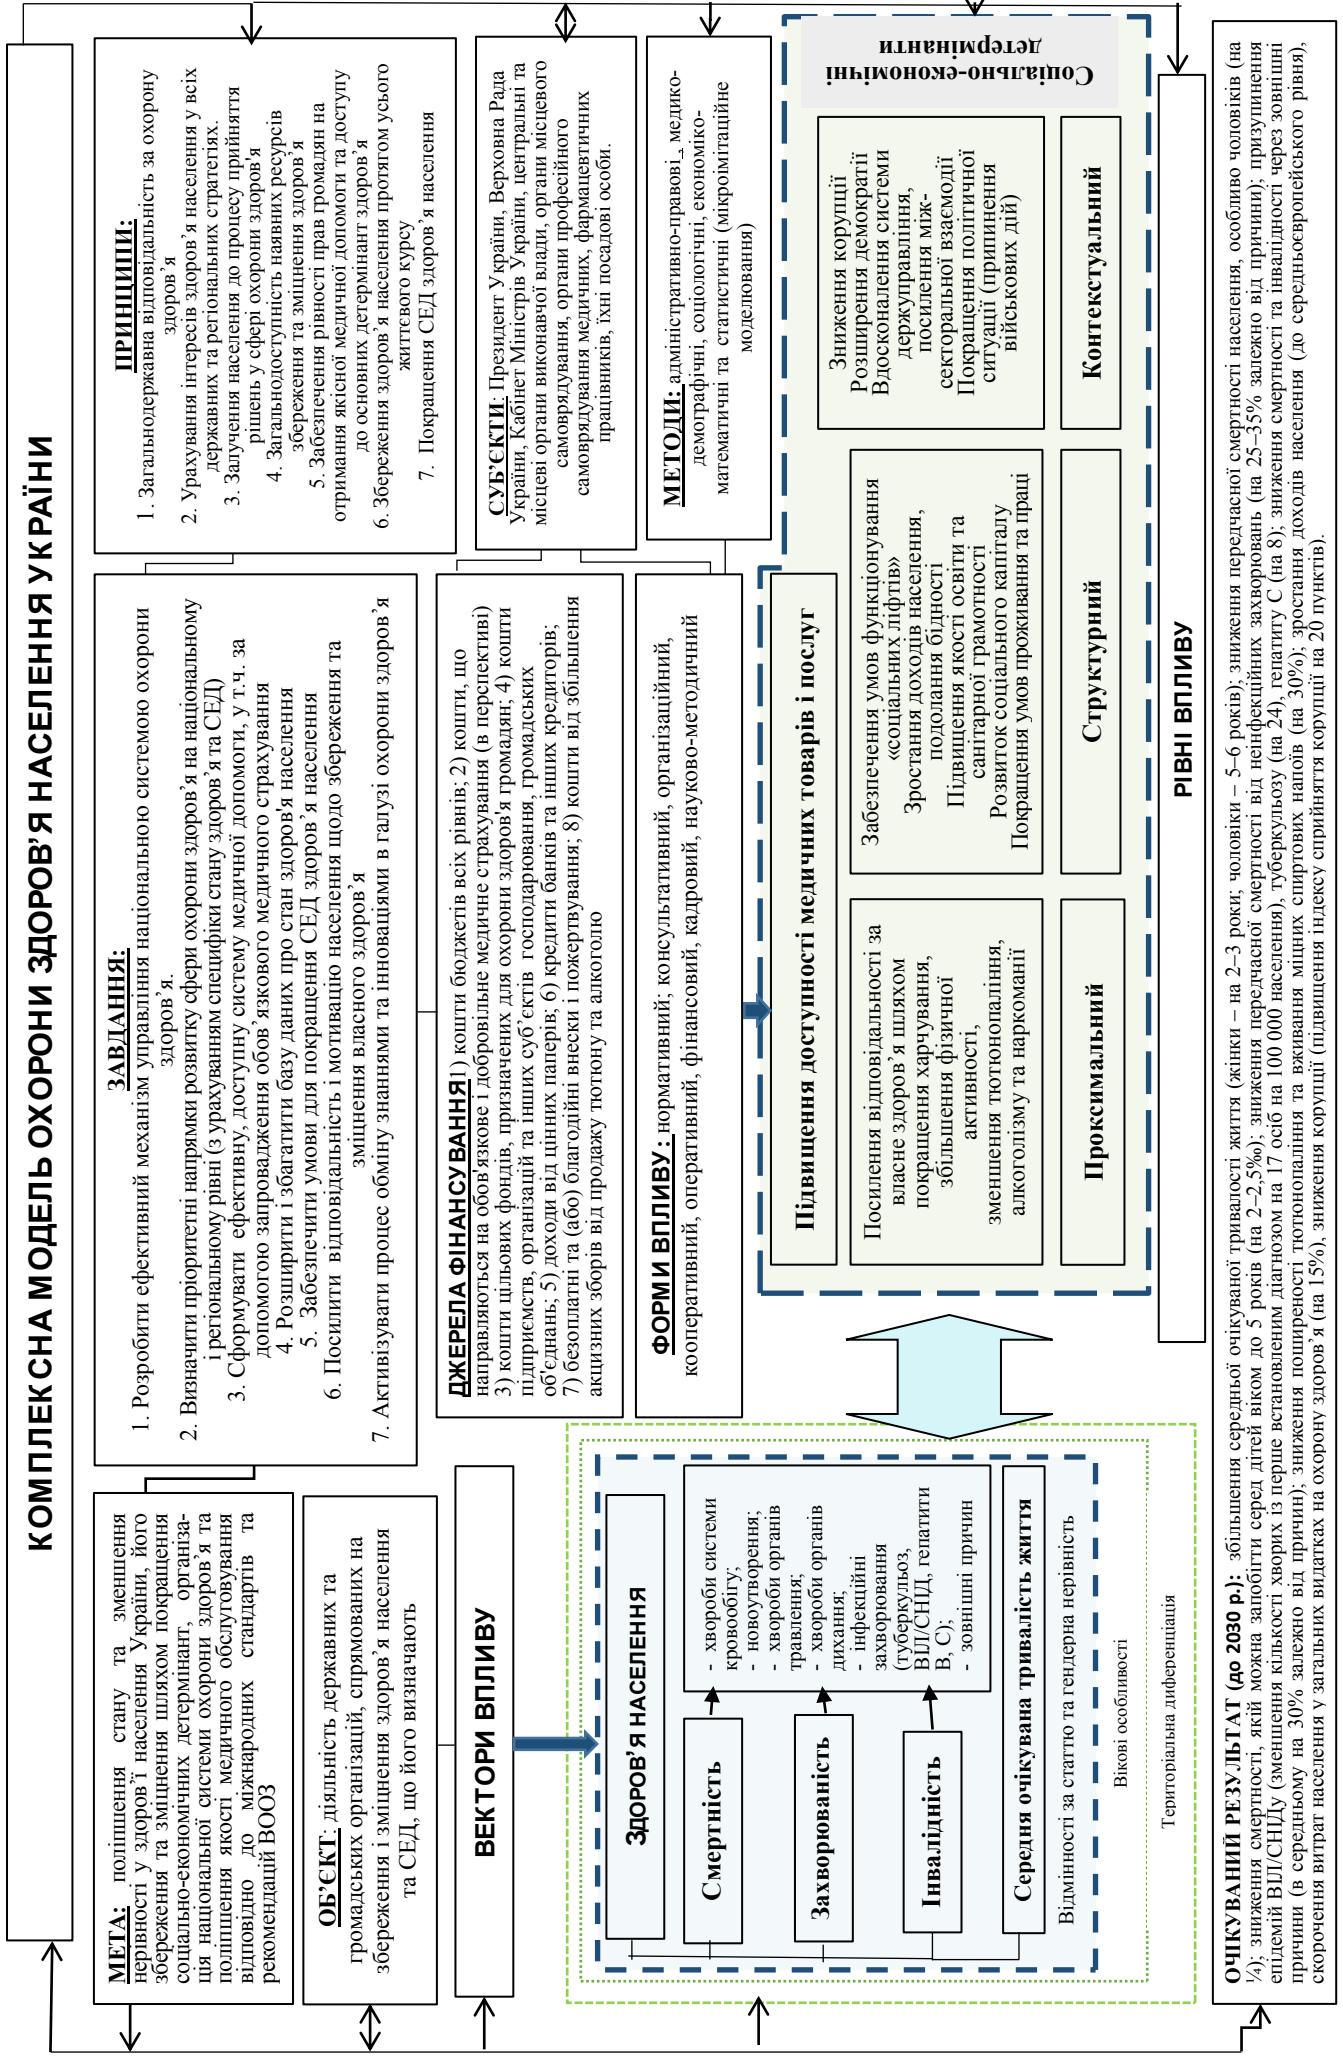 КОМПЛЕКСНА МОДЕЛЬ ОХОРОНИ ЗДОРОВ’Я НАСЕЛЕННЯ УКРАЇНИ
МЕТА: поліпшення стану та зменшення
нерівності у здоров’ї населення України, його
збереження та зміцнення шляхом покращення
соціально-економічних детермінант, організа-
ція національної системи охорони здоров’я та
поліпшення якості медичного обслуговування
відповідно до міжнародних стандартів та
рекомендацій ВООЗ
ОБ’ЄКТ: діяльність державних та
громадських організацій, спрямованих на
збереження і зміцнення здоров’я населення
та СЕД, що його визначають
ВЕКТОРИ ВПЛИВУ
ЗАВДАННЯ:
1. Розробити ефективний механізм управління національною системою охорони
здоров’я.
2. Визначити пріоритетні напрямки розвитку сфери охорони здоров'я на національному
і регіональному рівні (з урахуванням специфіки стану здоров’я та СЕД)
3. Сформувати ефективну, доступну систему медичної допомоги, у т.ч. за
допомогою запровадження обов’язкового медичного страхування
4. Розширити і збагатити базу даних про стан здоров'я населення
5. Забезпечити умови для покращення СЕД здоров’я населення
6. Посилити відповідальність і мотивацію населення щодо збереження та
зміцнення власного здоров’я
7. Активізувати процес обміну знаннями та інноваціями в галузі охорони здоров’я
ДЖЕРЕЛА ФІНАНСУВАННЯ1) кошти бюджетів всіх рівнів; 2) кошти, що
направляються на обов'язкове і добровільне медичне страхування (в перспективі)
3) кошти цільових фондів, призначених для охорони здоров'я громадян; 4) кошти
підприємств, організацій та інших суб’єктів господарювання, громадських
об'єднань; 5) доходи від цінних паперів; 6) кредити банків та інших кредиторів;
7) безоплатні та (або) благодійні внески і пожертвування; 8) кошти від збільшення
акцизних зборів від продажу тютюну та алкоголю
ФОРМИ ВПЛИВУ: нормативний; консультативний, організаційний,
кооперативний, оперативний, фінансовий, кадровий, науково-методичний
ПРИНЦИПИ:
1. Загальнодержавна відповідальність за охорону
здоров’я
2. Урахування інтересів здоров’я населення у всіх
державних та регіональних стратегіях.
3. Залучення населення до процесу прийняття
рішень у сфері охорони здоров'я
4. Загальнодоступність наявних ресурсів
збереження та зміцнення здоров’я
5. Забезпечення рівності прав громадян на
отримання якісної медичної допомоги та доступу
до основних детермінант здоров’я
6. Збереження здоров’я населення протягом усього
життєвого курсу
7. Покращення СЕД здоров’я населення
СУБ’ЄКТИ: Президент України, Верховна Рада
України, Кабінет Міністрів України, центральні та
місцеві органи виконавчої влади, органи місцевого
самоврядування, органи професійного
самоврядування медичних, фармацевтичних
працівників, їхні посадові особи.
МЕТОДИ: адміністративно-правові, медико-
демографічні, соціологічні, економіко-
математичні та статистичні (мікроімітаційне
моделювання)
ЗДОРОВ’Я НАСЕЛЕННЯ
Смертність
Захворюваність
Інвалідність
- хвороби системи
кровообігу;
- новоутворення;
- хвороби органів
травлення;
- хвороби органів
дихання;
- інфекційні
захворювання
(туберкульоз,
ВІЛ/СНІД, гепатити
В, С);
- зовнішні причин
Середня очікувана тривалість життя
Відмінності за статтю та гендерна нерівність
Вікові особливості
Територіальна диференціація
Соціально-економічні
детермінанти
Підвищення доступності медичних товарів і послуг
Посилення відповідальності за
власне здоров’я шляхом
покращення харчування,
збільшення фізичної
активності,
зменшення тютюнопаління,
алкоголізму та наркоманії
Забезпечення умов функціонування
«соціальних ліфтів»
Зростання доходів населення,
подолання бідності
Підвищення якості освіти та
санітарної грамотності
Розвиток соціального капіталу
Покращення умов проживання та праці
Зниження корупції
Розширення демократії
Вдосконалення системи
держуправління,
посилення між-
секторальної взаємодії
Покращення політичної
ситуації (припинення
військових дій)
Проксимальний
Структурний
Контекстуальний
РІВНІ ВПЛИВУ
ОЧІКУВАНИЙ РЕЗУЛЬТАТ (до 2030 р.): збільшення середньої очікуваної тривалості життя (жінки – на 2–3 роки; чоловіки – 5–6 років); зниження передчасної смертності населення, особливо чоловіків (на
¼), зниження смертності, якій можна запобігти серед дітей віком до 5 років (на 2–2,5‰); зниження передчасної смертності від неінфекційних захворювань (на 25–35% залежно від причини); призупинення
епідемій ВІЛ/СНІДу (зменшення кількості хворих із перше встановленим діагнозом на 17 осіб на 100 000 населення), туберкульозу (на 24), гепатиту С (на 8); зниження смертності та інвалідності через зовнішні
причини (в середньому на 30% залежно від причин); зниження поширеності тютюнопаління та вживання міцних спиртових напоїв (на 30%); зростання доходів населення (до середньоєвропейського рівня),
скорочення витрат населення у загальних видатках на охорону здоров’я (на 15%), зниження корупції (підвищення індексу сприйняття корупції на 20 пунктів).